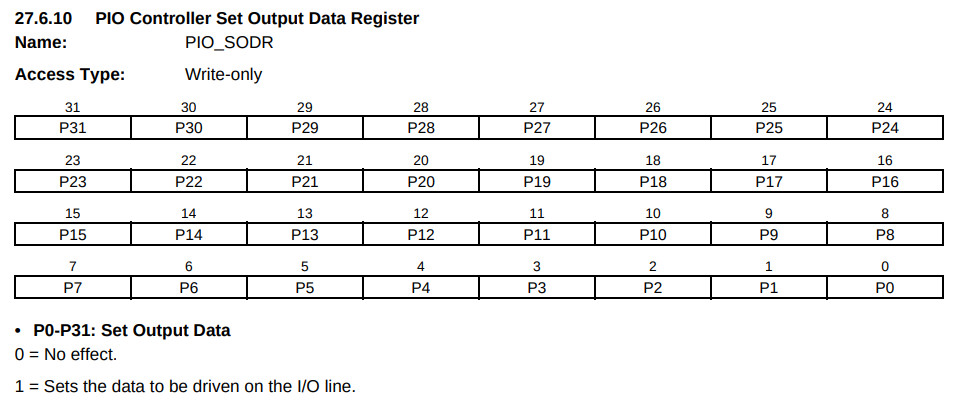 27.6.10 PIO Controller Set Output Data Register
Name: PIO_SODR
Access Type: Write-only
31 30 29 28 27 26 25 24
P31 P30 P29 P28 P27 P26 P25 P24
23 22 21 20 19 18 17 16
P23 P22 P21 P20 P19 P18 P17 P16
15 14 13 12 11 10 9 8
P15 P14 P13 P12 P11 P10 P9 P8
7 6 5 4 3 2 1 0
P7 P6 P5 P4 P3 P2 P1 P0
• P0-P31: Set Output Data
0 = No effect.
1 = Sets the data to be driven on the I/O line.